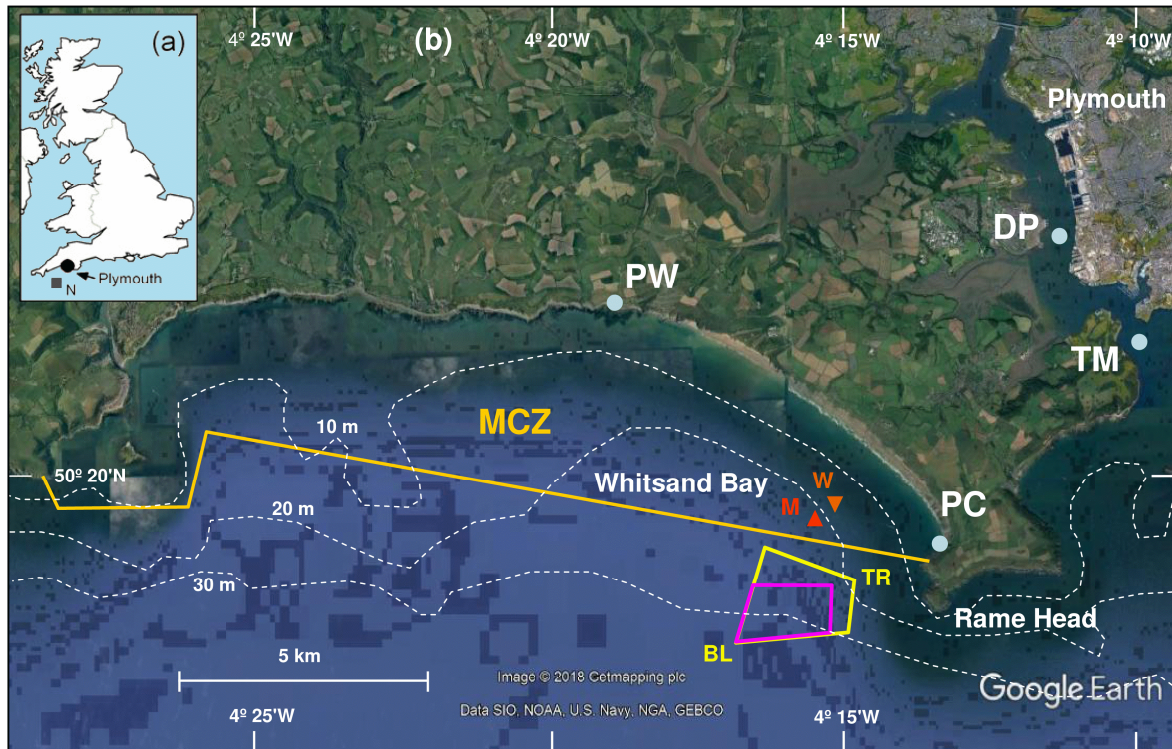 (a)
4º 25'W
(b)
4º 20'W
4º 15'W
4º 10'W
Plymouth
Plymouth
N
DP
PW
TM
MCZ
10 m
50º 20'N
Whitsand Bay
W
M
PC
20 m
30 m
TR
Rame Head
BL
5 km
Image © 2018 Getmapping plc
Google Earth
Data SIO, NOAA, U.S. Navy, NGA, GEBCO
4º 25'W
4º 15'W